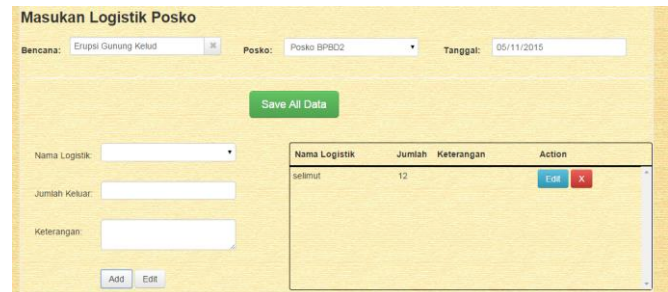 Masukan Logistik Posko
Bencana: Erupsi Gunung Kelud Posko: Posko BPBD2 Tanggal: 05/11/2015
Save All Data
Nama Logistik:
Jumlah Keluar:
Keterangan:
Add Edit
Nama Logistik Jumlah Keterangan Action
selimut 12 Edit X